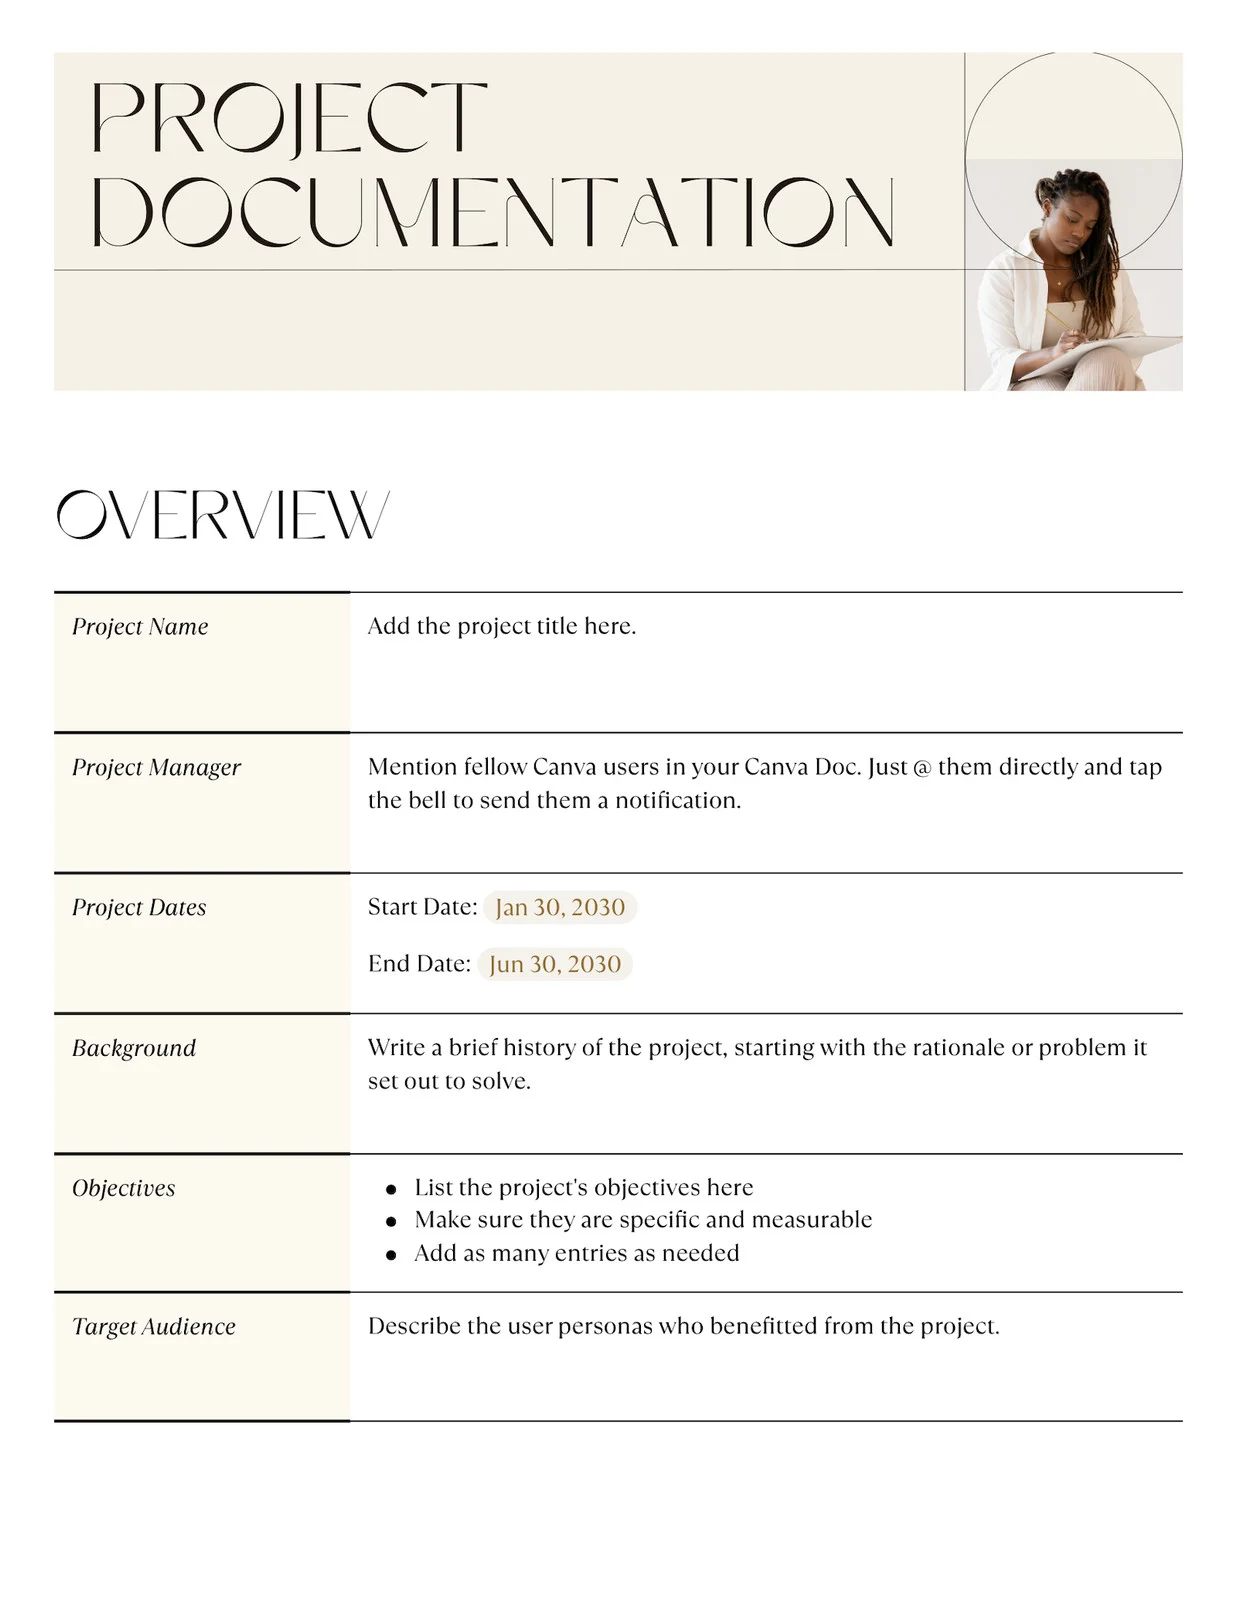 PROJECT
DOCUMENTATION
OVERVIEW
Project Name
Add the project title here.
Project Manager
Mention fellow Canva users in your Canva Doc. Just @ them directly and tap
the bell to send them a notification.
Project Dates
Start Date: Jan 30, 2030
End Date: Jun 30, 2030
Background
Write a brief history of the project, starting with the rationale or problem it
set out to solve.
Objectives
● List the project's objectives here
● Make sure they are specific and measurable
● Add as many entries as needed
Target Audience
Describe the user personas who benefitted from the project.